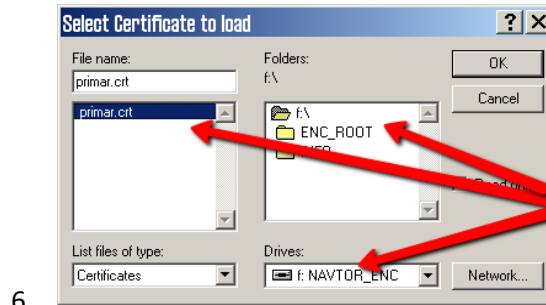 Select Certificate to load
File name:
primar.crt
primar.crt
List files of type:
Certificates
Folders:
f:\
f:\
ENC_ROOT
Drives:
f: NAVTOR_ENC
OK
Cancel
Network...
6